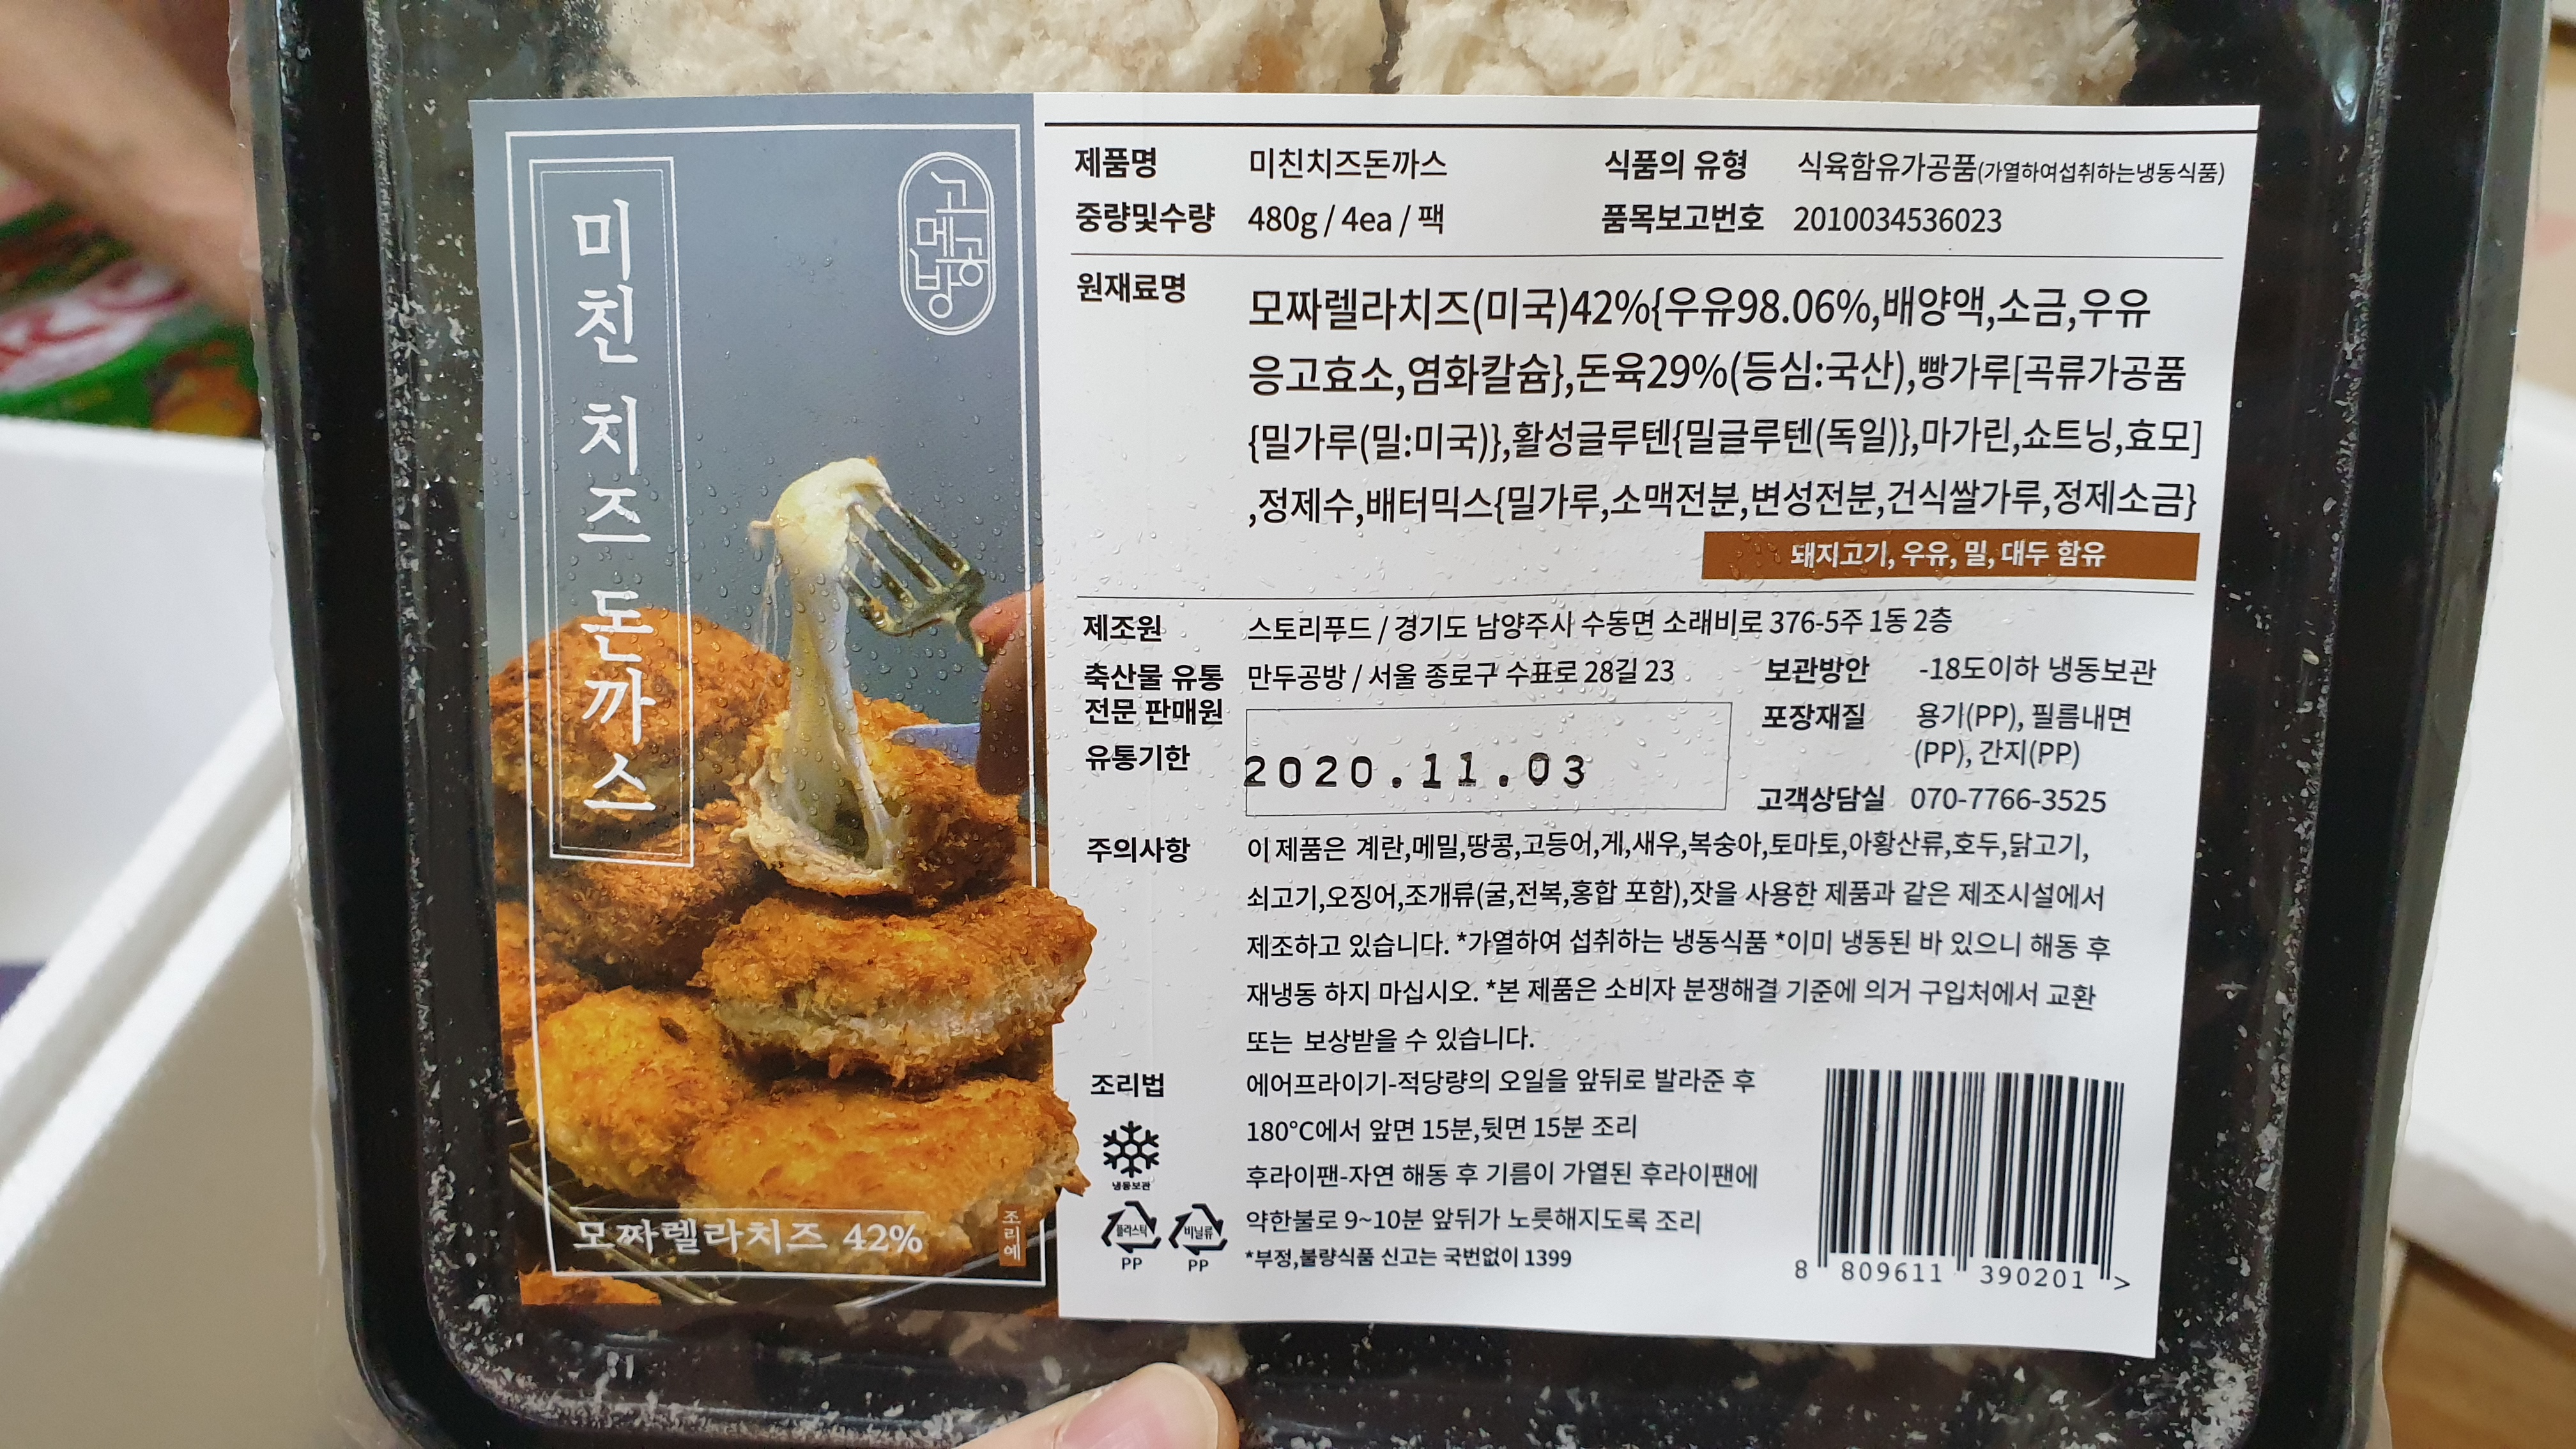 미친 치즈 돈까스
고메공방
모짜렐라치즈 42%
조리예
제품명 미친치즈돈까스 식품의 유형 식육함유가공품(가열하여섭취하는냉동식품)
중량및수량 480g / 4ea / 팩 품목보고번호 2010034536023
원재료명
모짜렐라치즈(미국)42%{우유98.06%,배양액,소금,우유
응고효소,염화칼슘},돈육29%(등심:국산),빵가루[곡류가공품
{밀가루(밀:미국)},활성글루텐{밀글루텐(독일)},마가린,쇼트닝,효모]
,정제수,배터믹스{밀가루,소맥전분,변성전분,건식쌀가루,정제소금}
돼지고기, 우유, 밀, 대두 함유
제조원 스토리푸드 / 경기도 남양주시 수동면 소래비로 376-5주 1동 2층
축산물 유통 만두공방 / 서울 종로구 수표로 28길 23
전문 판매원
유통기한 2020.11.03
보관방안 -18도이하 냉동보관
포장재질 용기(PP), 필름내면
(PP), 간지(PP)
고객상담실 070-7766-3525
주의사항 이 제품은 계란,메밀,땅콩,고등어,게,새우,복숭아,토마토,아황산류,호두,닭고기,
쇠고기,오징어,조개류(굴,전복,홍합 포함),잣을 사용한 제품과 같은 제조시설에서
제조하고 있습니다. *가열하여 섭취하는 냉동식품 *이미 냉동된 바 있으니 해동 후
재냉동 하지 마십시오. *본 제품은 소비자 분쟁해결 기준에 의거 구입처에서 교환
또는 보상받을 수 있습니다.
조리법 에어프라이기-적당량의 오일을 앞뒤로 발라준 후
180°C에서 앞면 15분,뒷면 15분 조리
후라이팬-자연 해동 후 기름이 가열된 후라이팬에
약한불로 9~10분 앞뒤가 노릇해지도록 조리
*부정,불량식품 신고는 국번없이 1399
냉동보관
플라스틱 비닐류
PP PP
8 809611 390201 >